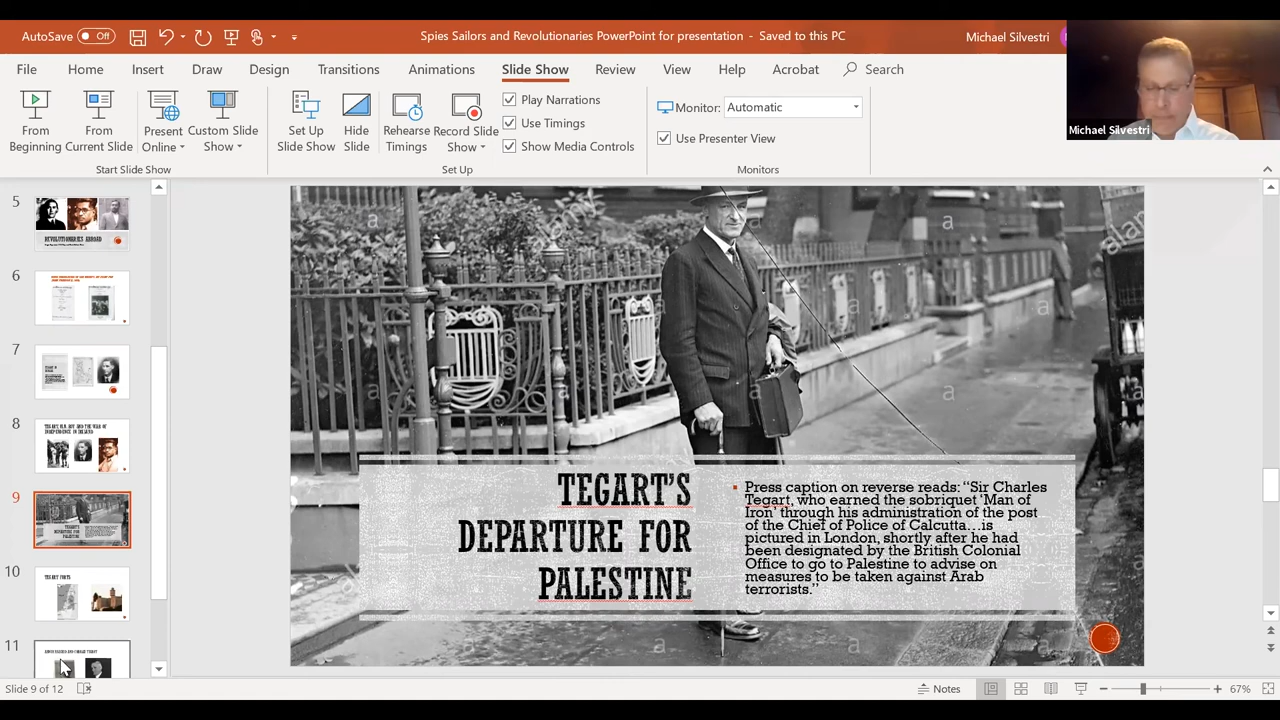 AutoSave Off
Spies Sailors and Revolutionaries PowerPoint for presentation - Saved to this PC
Michael Silvestri
File Home Insert Draw Design Transitions Animations Slide Show Review View Help Acrobat Search
From Beginning
From Current Slide
Present Online
Custom Slide Show
Start Slide Show
Set Up Slide Show
Hide Slide
Rehearse Timings
Record Slide Show
Play Narrations
Use Timings
Show Media Controls
Set Up
Monitor: Automatic
Use Presenter View
Monitors
Michael Silvestri
5
REVOLUTIONARIES ABROAD
6
7
8
9
TEGART'S
DEPARTURE FOR
PALESTINE
10
TEGART FORTS
11
TEGART'S
DEPARTURE FOR
PALESTINE
Press caption on reverse reads: “Sir Charles
Tegart, who earned the sobriquet ‘Man of
Iron’ through his administration of the post
of the Chief of Police of Calcutta…is
pictured in London, shortly after he had
been designated by the British Colonial
Office to go to Palestine to advise on
measures to be taken against Arab
terrorists.”
a a a a a a a a a a
alamy
Slide 9 of 12
Notes
67%